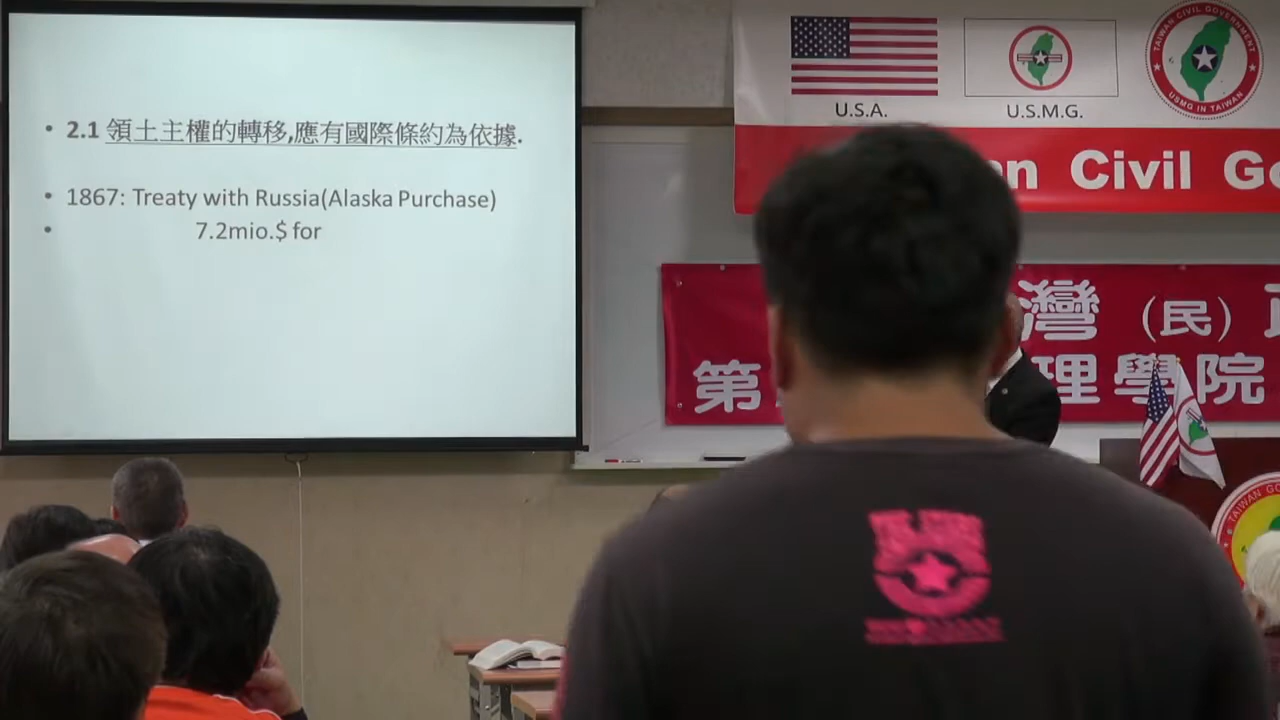 • 2.1 領土主權的轉移,應有國際條約為依據.
• 1867: Treaty with Russia(Alaska Purchase)
• 7.2mio.$ for
U.S.A.
U.S.M.G.
TAIWAN CIVIL GOVERNMENT
USMG IN TAIWAN
n Civil Go
灣（民）
第 理學院
TAIWAN GO